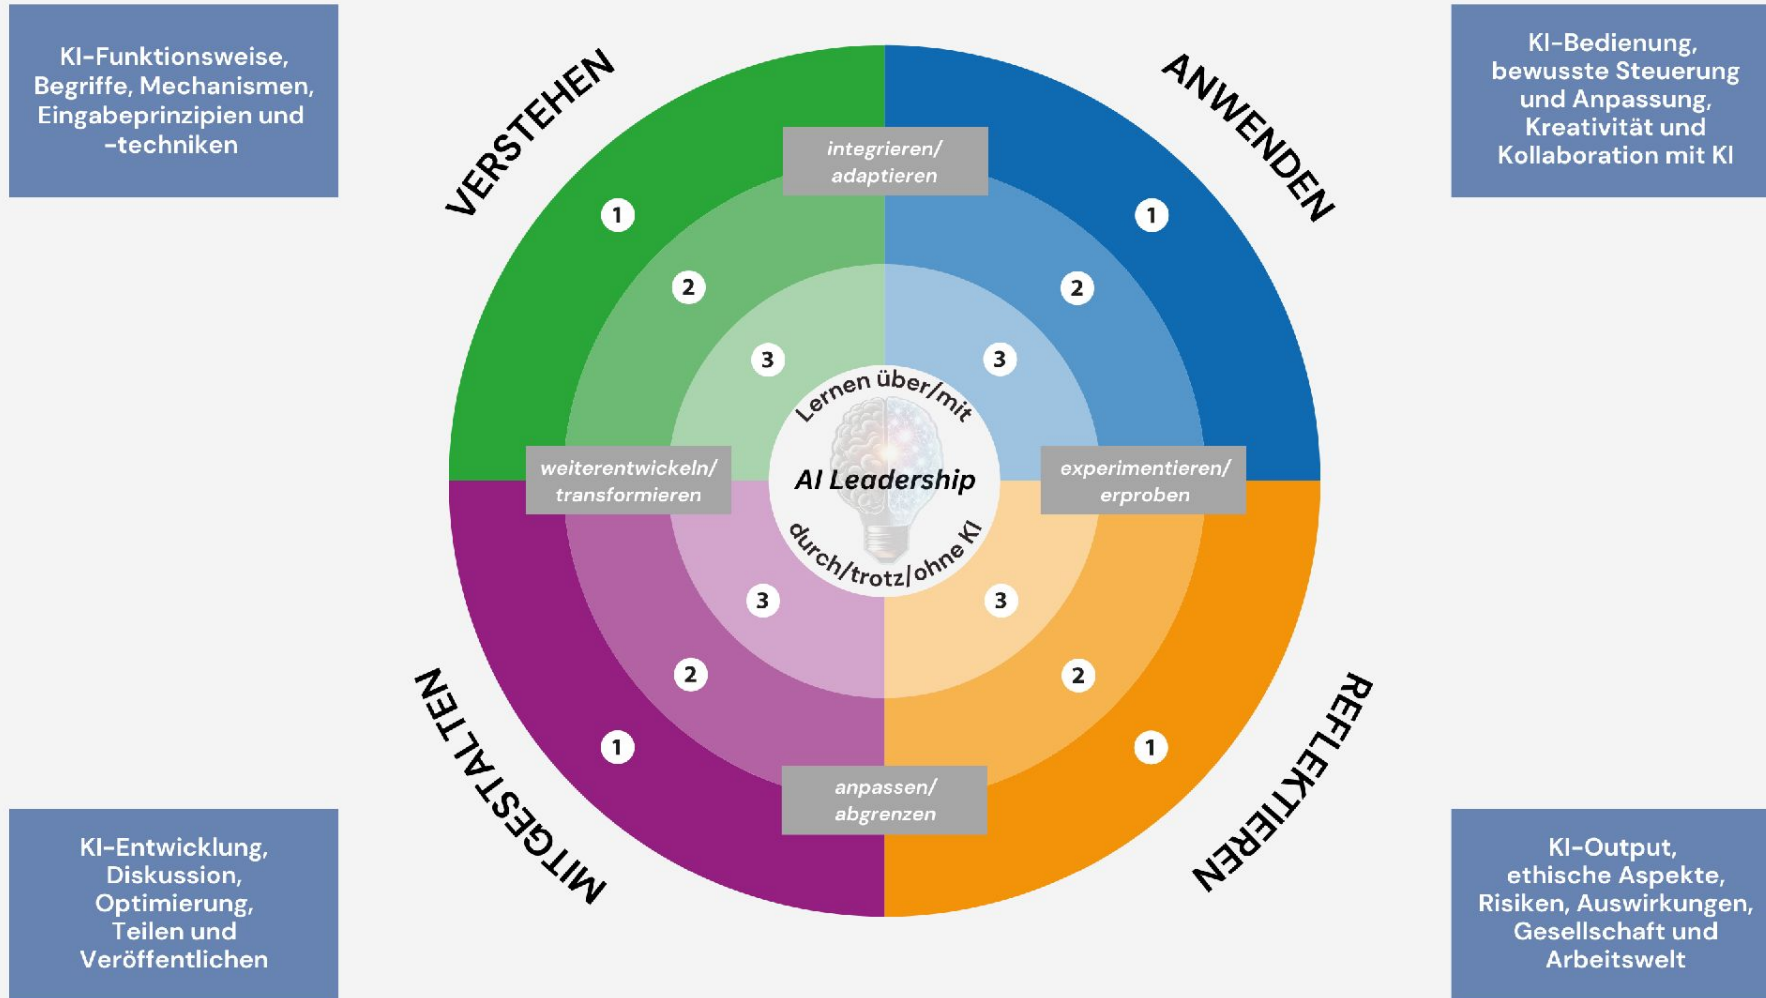 KI-Funktionsweise,
Begriffe, Mechanismen,
Eingabeprinzipien und
-techniken
VERSTEHEN
ANWENDEN
KI-Bedienung,
bewusste Steuerung
und Anpassung,
Kreativität und
Kollaboration mit KI
integrieren/
adaptieren
1
1
2
2
3
3
Lernen über/mit
weiterentwickeln/
transformieren
AI Leadership
experimentieren/
erproben
durch/trotz/ohne KI
3
3
2
2
1
1
anpassen/
abgrenzen
MITGESTALTEN
REFLEKTIEREN
KI-Entwicklung,
Diskussion,
Optimierung,
Teilen und
Veröffentlichen
KI-Output,
ethische Aspekte,
Risiken, Auswirkungen,
Gesellschaft und
Arbeitswelt